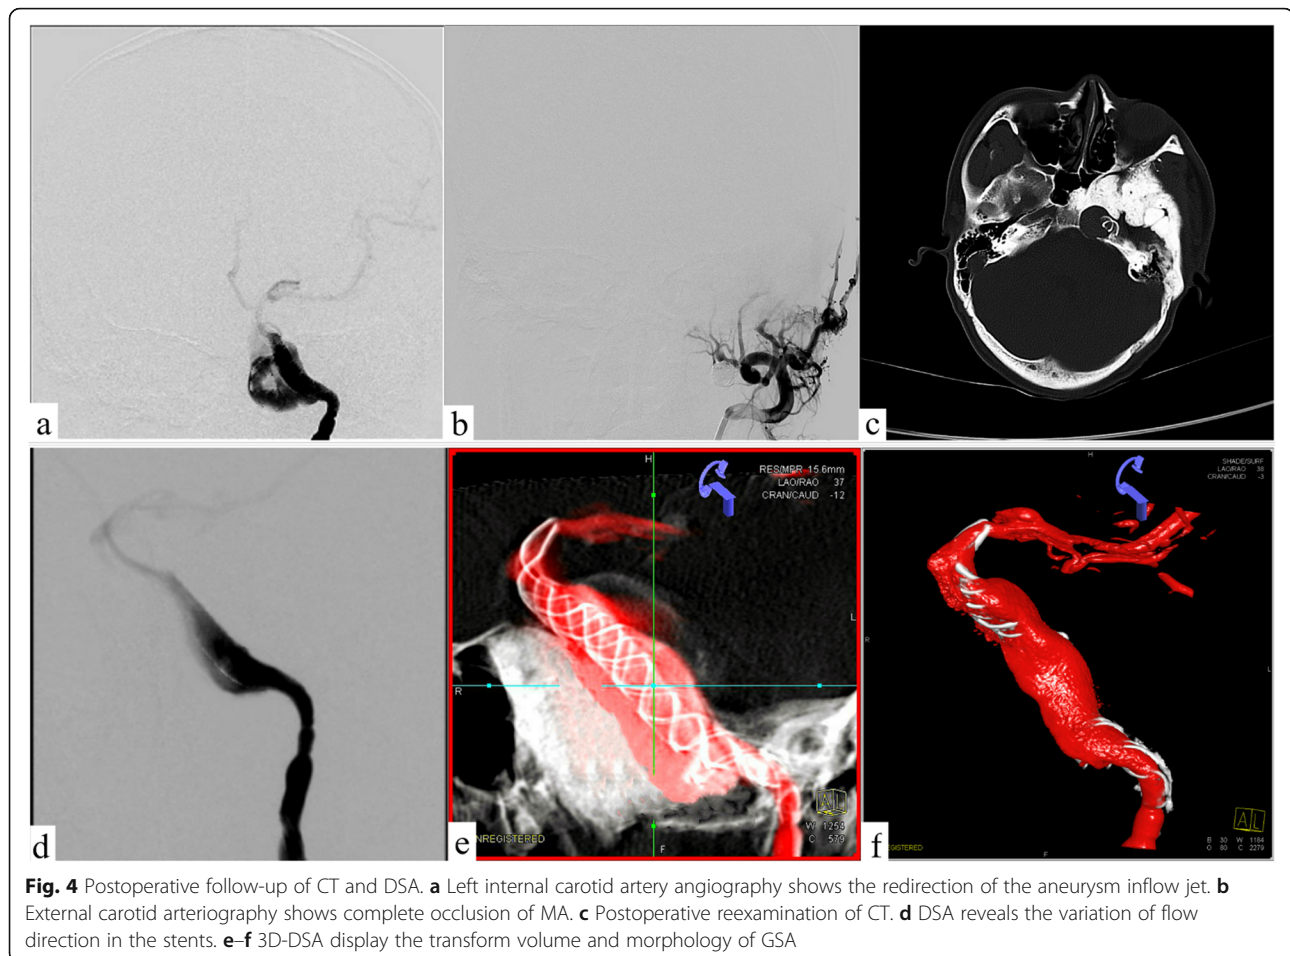 a
b
c
H
RES/MPR 15.6mm
LAO/RAO 37
CRAN/CAUD -12
L
R
A L
W 1254
C 579
NREGISTERED
F
d
e
H
SHADE/SURF
LAO/RAO 38
CRAN/CAUD -3
R
L
A L
B 30 W 1184
O 80 C 2279
EGISTERED
F
f
Fig. 4 Postoperative follow-up of CT and DSA. a Left internal carotid artery angiography shows the redirection of the aneurysm inflow jet. b
External carotid arteriography shows complete occlusion of MA. c Postoperative reexamination of CT. d DSA reveals the variation of flow
direction in the stents. e–f 3D-DSA display the transform volume and morphology of GSA